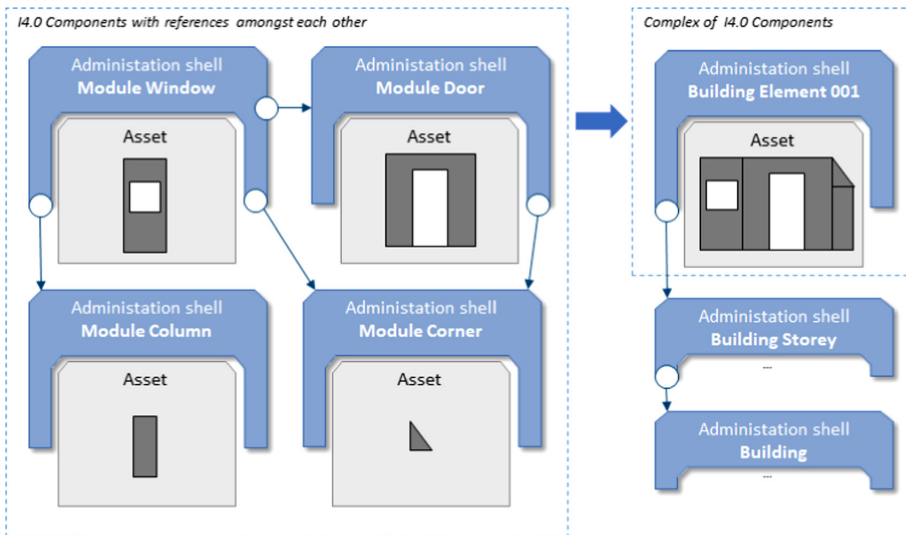 I4.0 Components with references amongst each other
Administation shell
Module Window
Asset
Administation shell
Module Door
Asset
Administation shell
Module Column
Asset
Administation shell
Module Corner
Asset
Complex of I4.0 Components
Administation shell
Building Element 001
Asset
Administation shell
Building Storey
...
Administation shell
Building
...